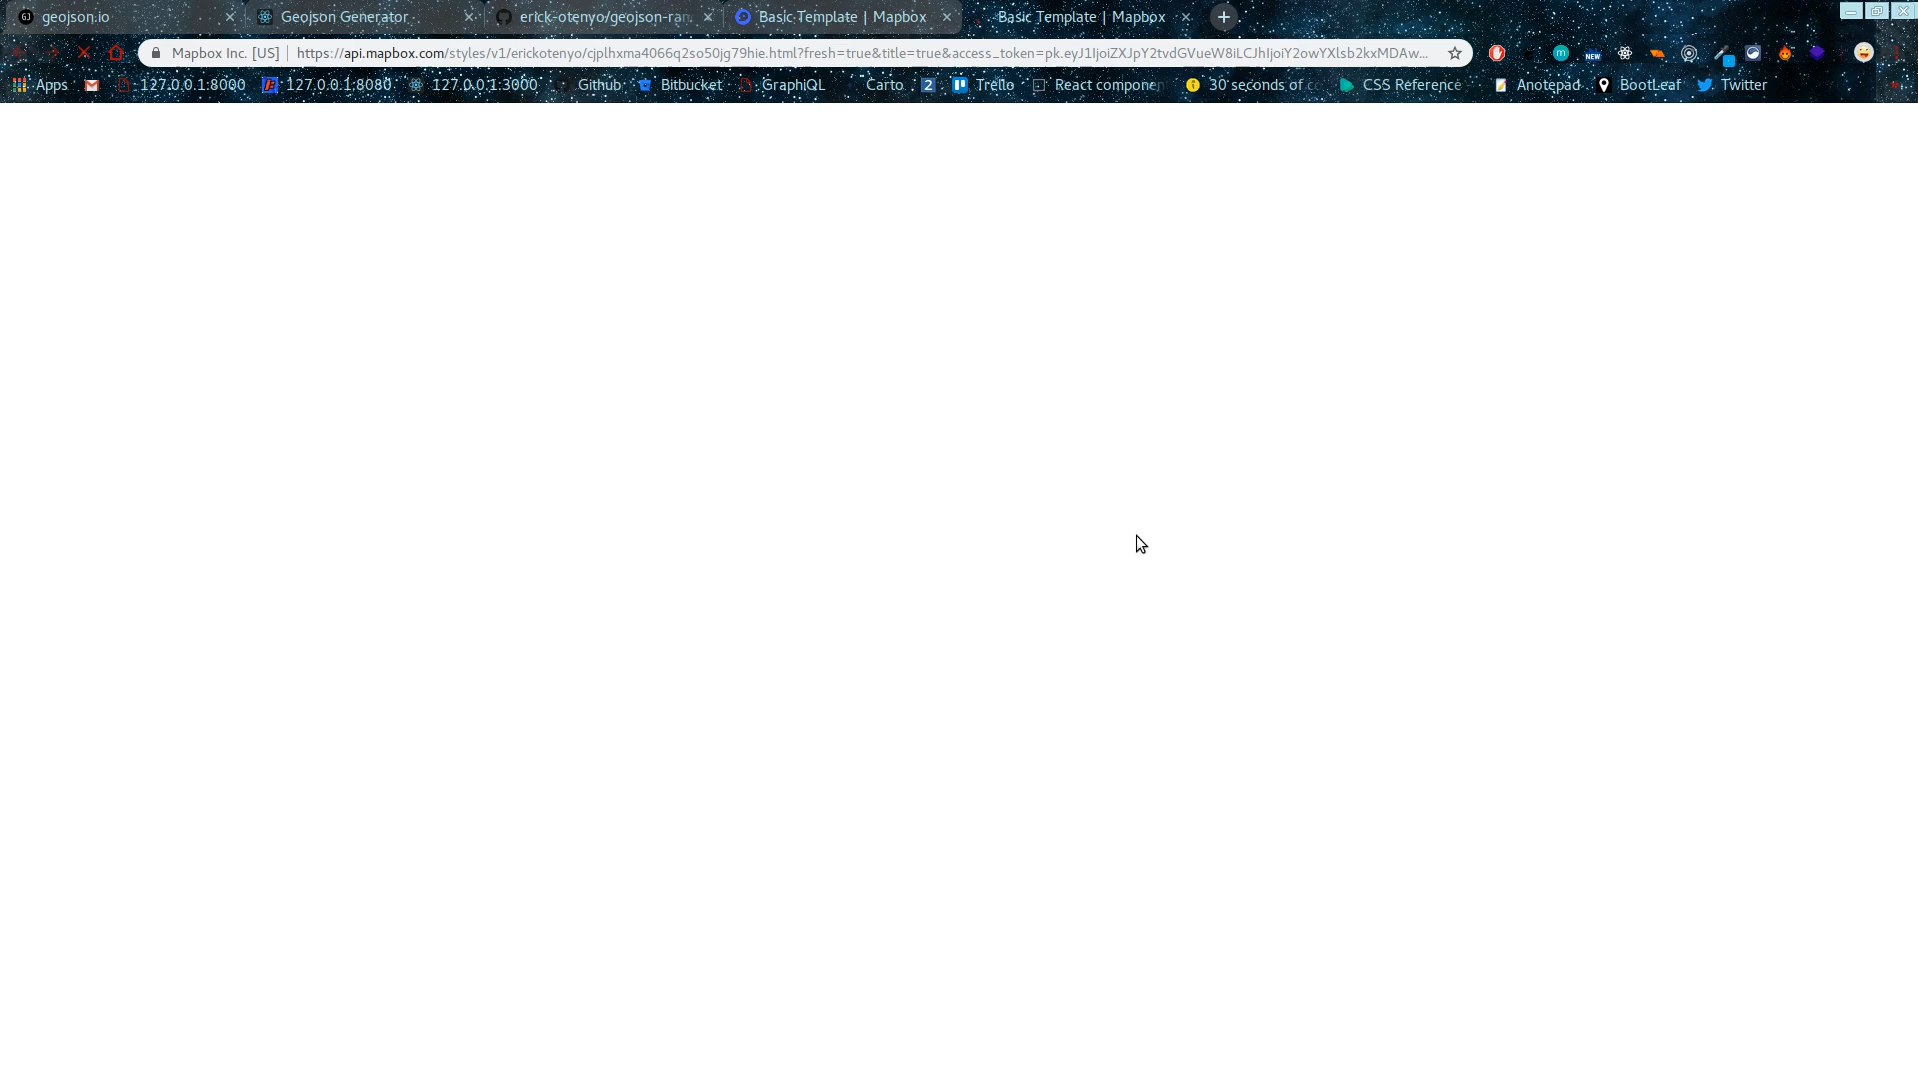 geojson.io Geojson Generator erick-otenyo/geojson-ran Basic Template | Mapbox Basic Template | Mapbox
Mapbox Inc. [US] https://api.mapbox.com/styles/v1/erickotenyo/cjplhxma4066q2so50jg79hie.html?fresh=true&title=true&access_token=pk.eyJ1IjoiZXJpY2tvdGVueW8iLCJhIjoiY2owYXlsb2kxMDAw...
Apps 127.0.0.1:8000 127.0.0.1:8080 127.0.0.1:3000 Github Bitbucket GraphiQL Carto 2 Trello React componen 30 seconds of co CSS Reference Anotepad BootLeaf Twitter